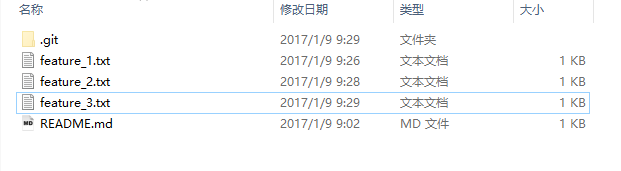 名称 修改日期 类型 大小
.git 2017/1/9 9:29 文件夹
feature_1.txt 2017/1/9 9:26 文本文档 1 KB
feature_2.txt 2017/1/9 9:28 文本文档 1 KB
feature_3.txt 2017/1/9 9:29 文本文档 1 KB
MD README.md 2017/1/9 9:02 MD 文件 1 KB